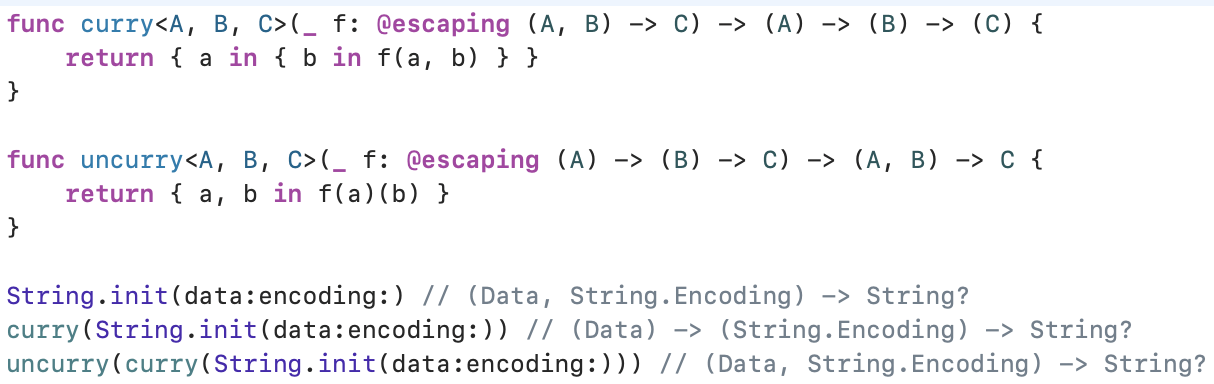 func curry<A, B, C>(_ f: @escaping (A, B) -> C) -> (A) -> (B) -> (C) {
    return { a in { b in f(a, b) } }
}

func uncurry<A, B, C>(_ f: @escaping (A) -> (B) -> C) -> (A, B) -> C {
    return { a, b in f(a)(b) }
}

String.init(data:encoding:) // (Data, String.Encoding) -> String?
curry(String.init(data:encoding:)) // (Data) -> (String.Encoding) -> String?
uncurry(curry(String.init(data:encoding:))) // (Data, String.Encoding) -> String?